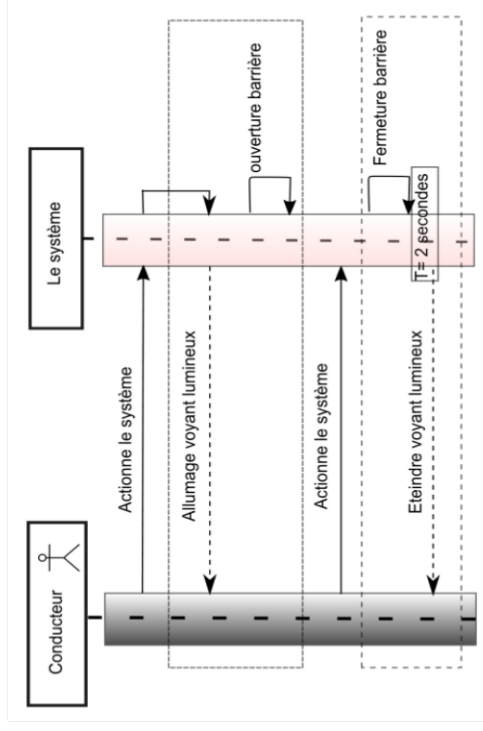 Conducteur
Le système
Actionne le système
Allumage voyant lumineux
ouverture barrière
Actionne le système
Fermeture barrière
T= 2 secondes
Eteindre voyant lumineux